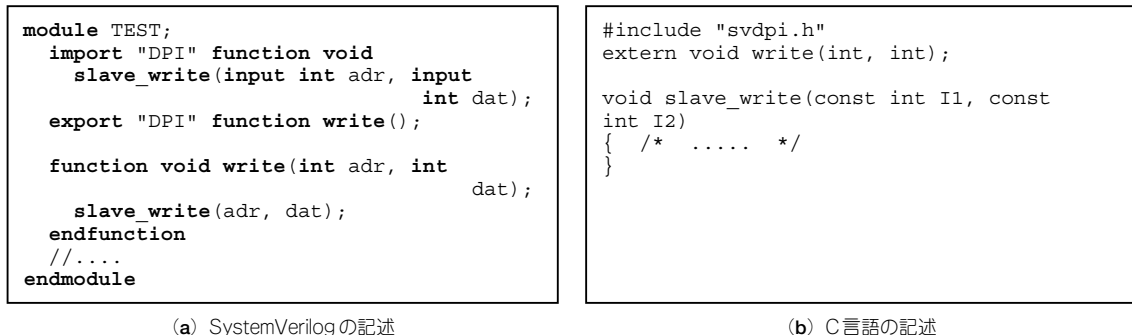 module TEST;
import "DPI" function void
slave_write(input int adr, input
int dat);
export "DPI" function write();
function void write(int adr, int
dat);
slave_write(adr, dat);
endfunction
//....
endmodule
(a) SystemVerilogの記述
#include "svdpi.h"
extern void write(int, int);
void slave_write(const int I1, const
int I2)
{ /* ..... */
}
(b) C言語の記述